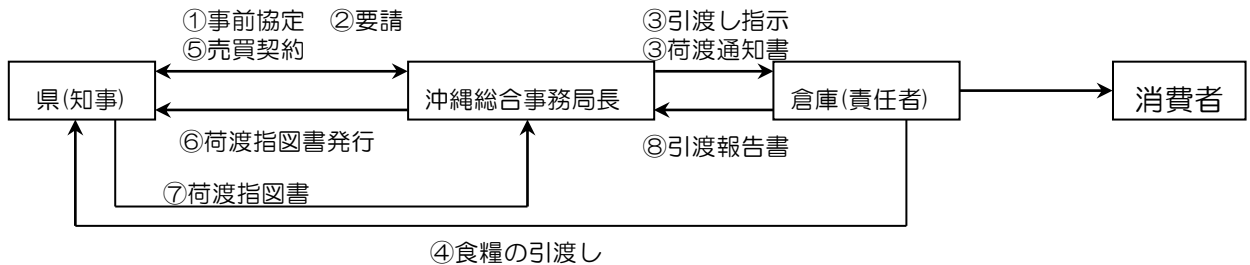 ①事前協定　②要請
⑤売買契約
③引渡し指示
③荷渡通知書
県(知事)
沖縄総合事務局長
倉庫(責任者)
消費者
⑥荷渡指図書発行
⑧引渡報告書
⑦荷渡指図書
④食糧の引渡し